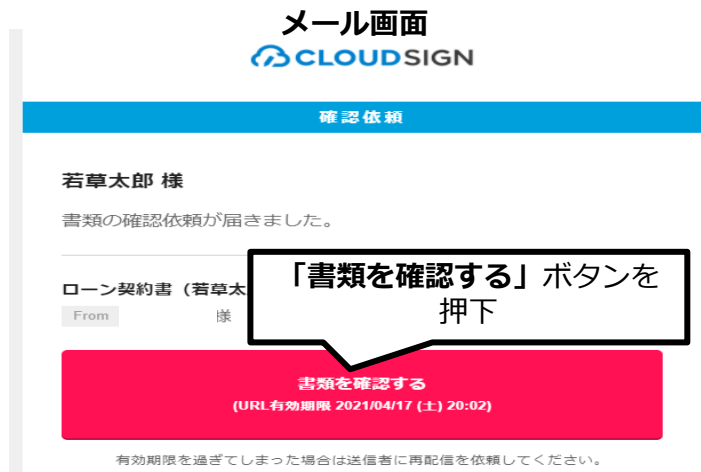 メール画面
CLOUDSIGN
確認依頼
若草太郎 様
書類の確認依頼が届きました。
「書類を確認する」ボタンを
押下
ローン契約書（若草太
From 様
書類を確認する
(URL有効期限 2021/04/17 (土) 20:02)
有効期限を過ぎてしまった場合は送信者に再配信を依頼してください。